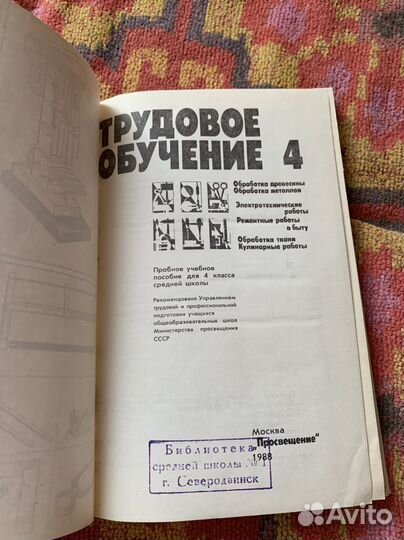 ТРУДОВОЕ
ОБУЧЕНИЕ 4
Обработка древесины
Обработка металлов
Электротехнические
работы
Ремонтные работы
в быту
Обработка ткани
Кулинарные работы
Пробное учебное
пособие для 4 класса
средней школы
Рекомендовано Управлением
трудовой и профессиональной
подготовки учащихся
общеобразовательных школ
Министерства просвещения
СССР
Москва
"Просвещение"
1988
Библиотека
средней школы № 1
г. Северодвинск
Avito